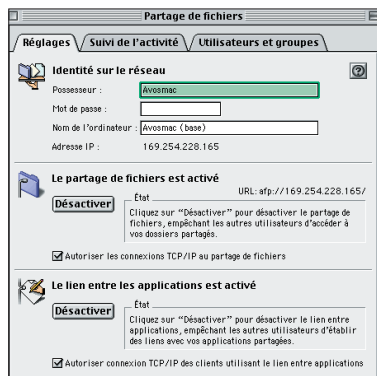 Partage de fichiers
Réglages Suivi de l'activité Utilisateurs et groupes
Identité sur le réseau
Possesseur : Avosmac
Mot de passe :
Nom de l'ordinateur : Avosmac (base)
Adresse IP : 169.254.228.165
Le partage de fichiers est activé
URL: afp://169.254.228.165/
Désactiver
État
Cliquez sur "Désactiver" pour désactiver le partage de
fichiers, empêchant les autres utilisateurs d'accéder à
vos dossiers partagés.
Autoriser les connexions TCP/IP au partage de fichiers
Le lien entre les applications est activé
Désactiver
État
Cliquez sur "Désactiver" pour désactiver le lien entre
applications, empêchant les autres utilisateurs d'établir
des liens avec vos applications partagées.
Autoriser connexion TCP/IP des clients utilisant le lien entre applications